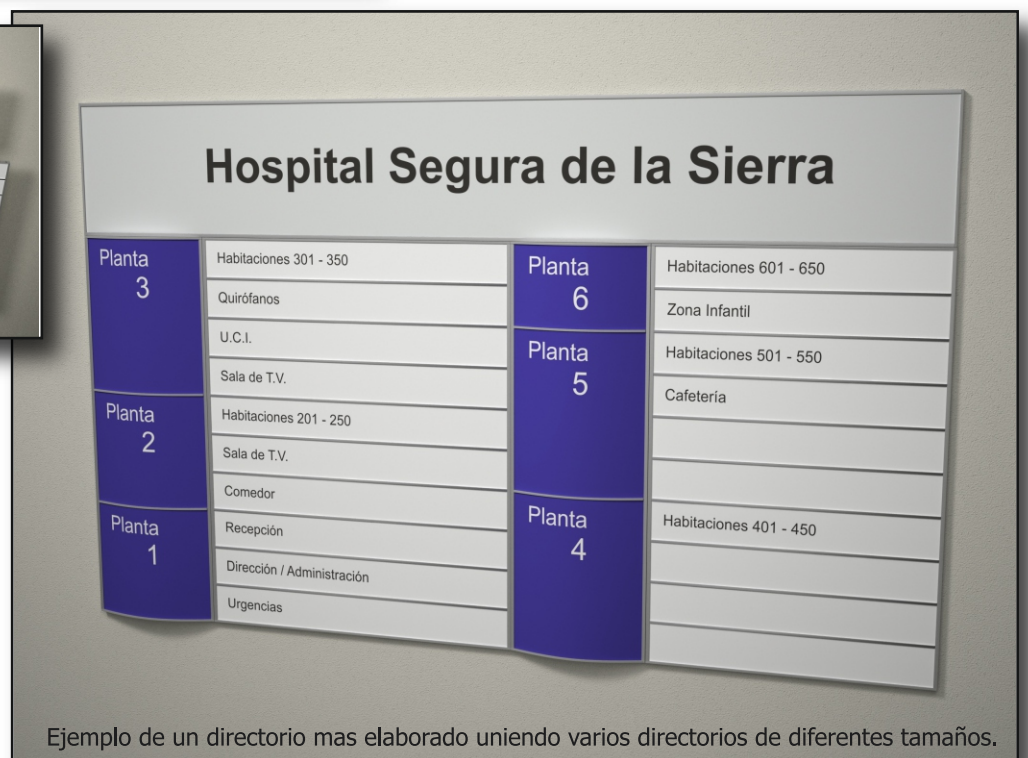 Hospital Segura de la Sierra
Planta
3
Habitaciones 301 - 350
Quirófanos
U.C.I.
Sala de T.V.
Planta
2
Habitaciones 201 - 250
Sala de T.V.
Comedor
Planta
1
Recepción
Dirección / Administración
Urgencias
Planta
6
Habitaciones 601 - 650
Zona Infantil
Planta
5
Habitaciones 501 - 550
Cafetería
Planta
4
Habitaciones 401 - 450
Ejemplo de un directorio mas elaborado uniendo varios directorios de diferentes tamaños.